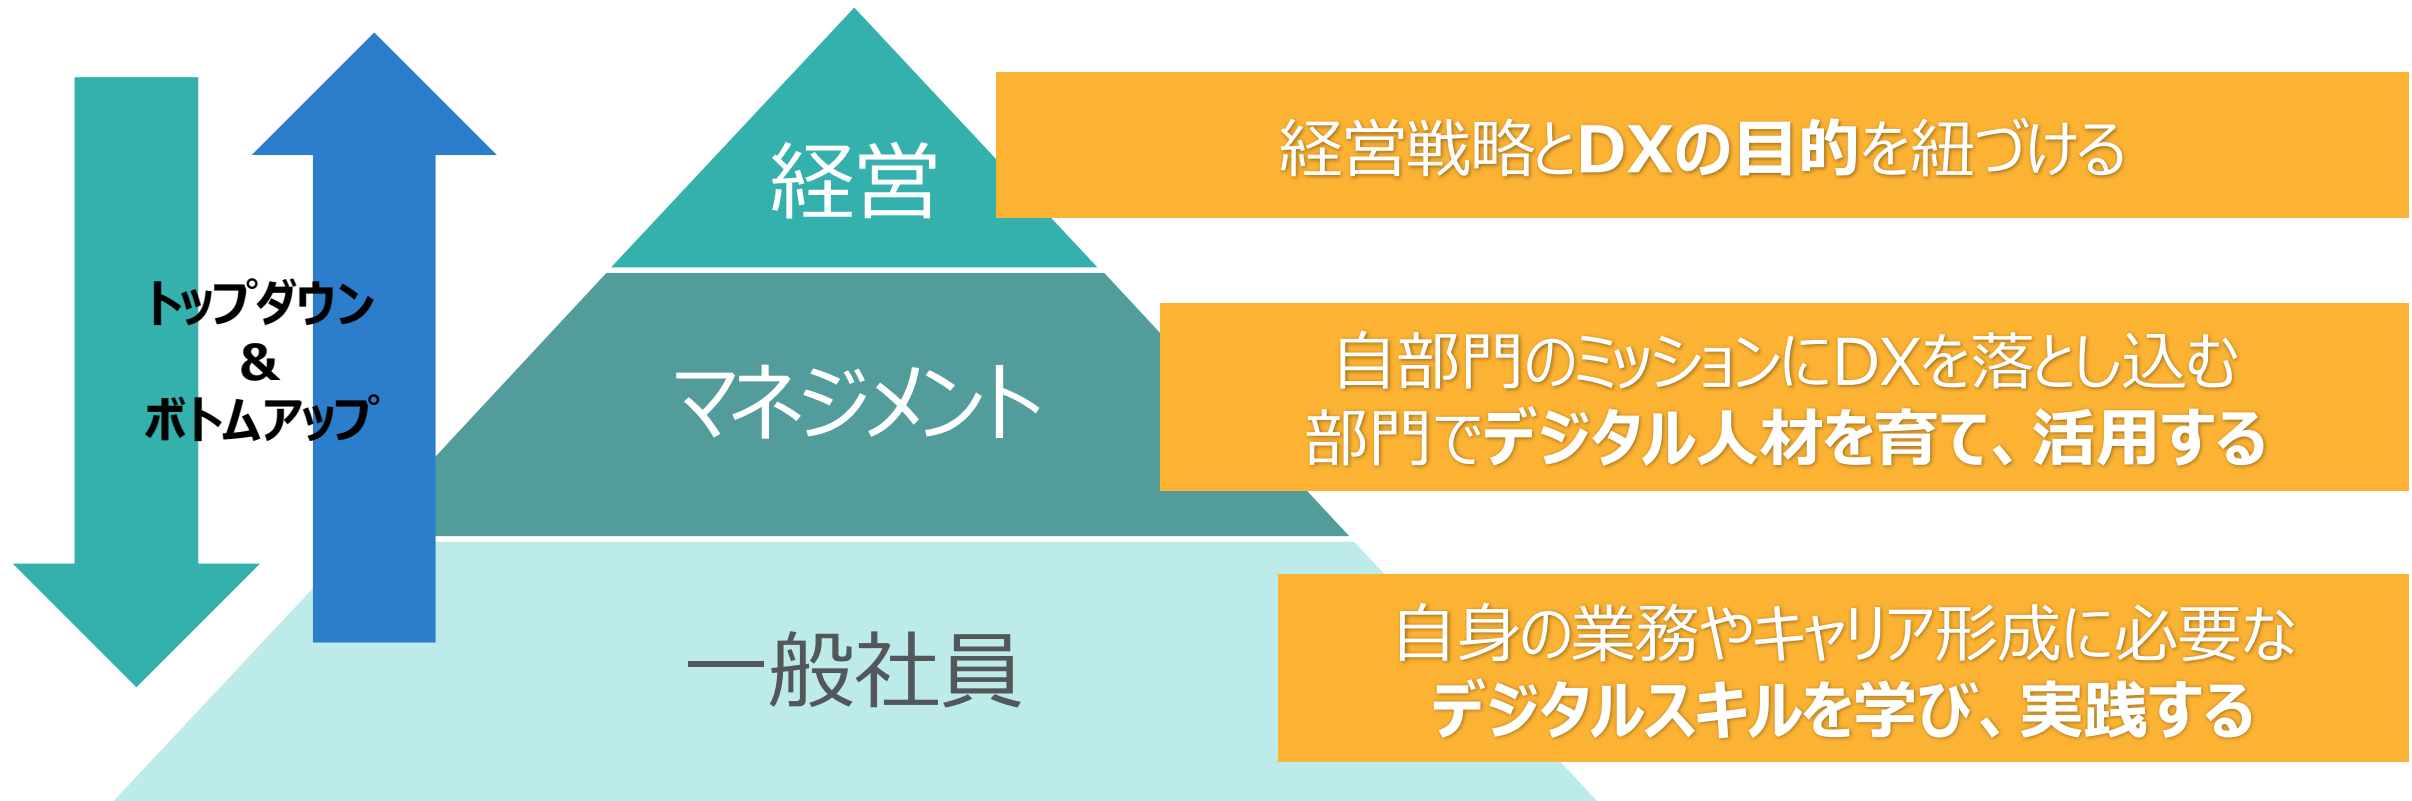 トップダウン
&
ボトムアップ
経営
経営戦略とDXの目的を紐づける
マネジメント
自部門のミッションにDXを落とし込む
部門でデジタル人材を育て、活用する
一般社員
自身の業務やキャリア形成に必要な
デジタルスキルを学び、実践する